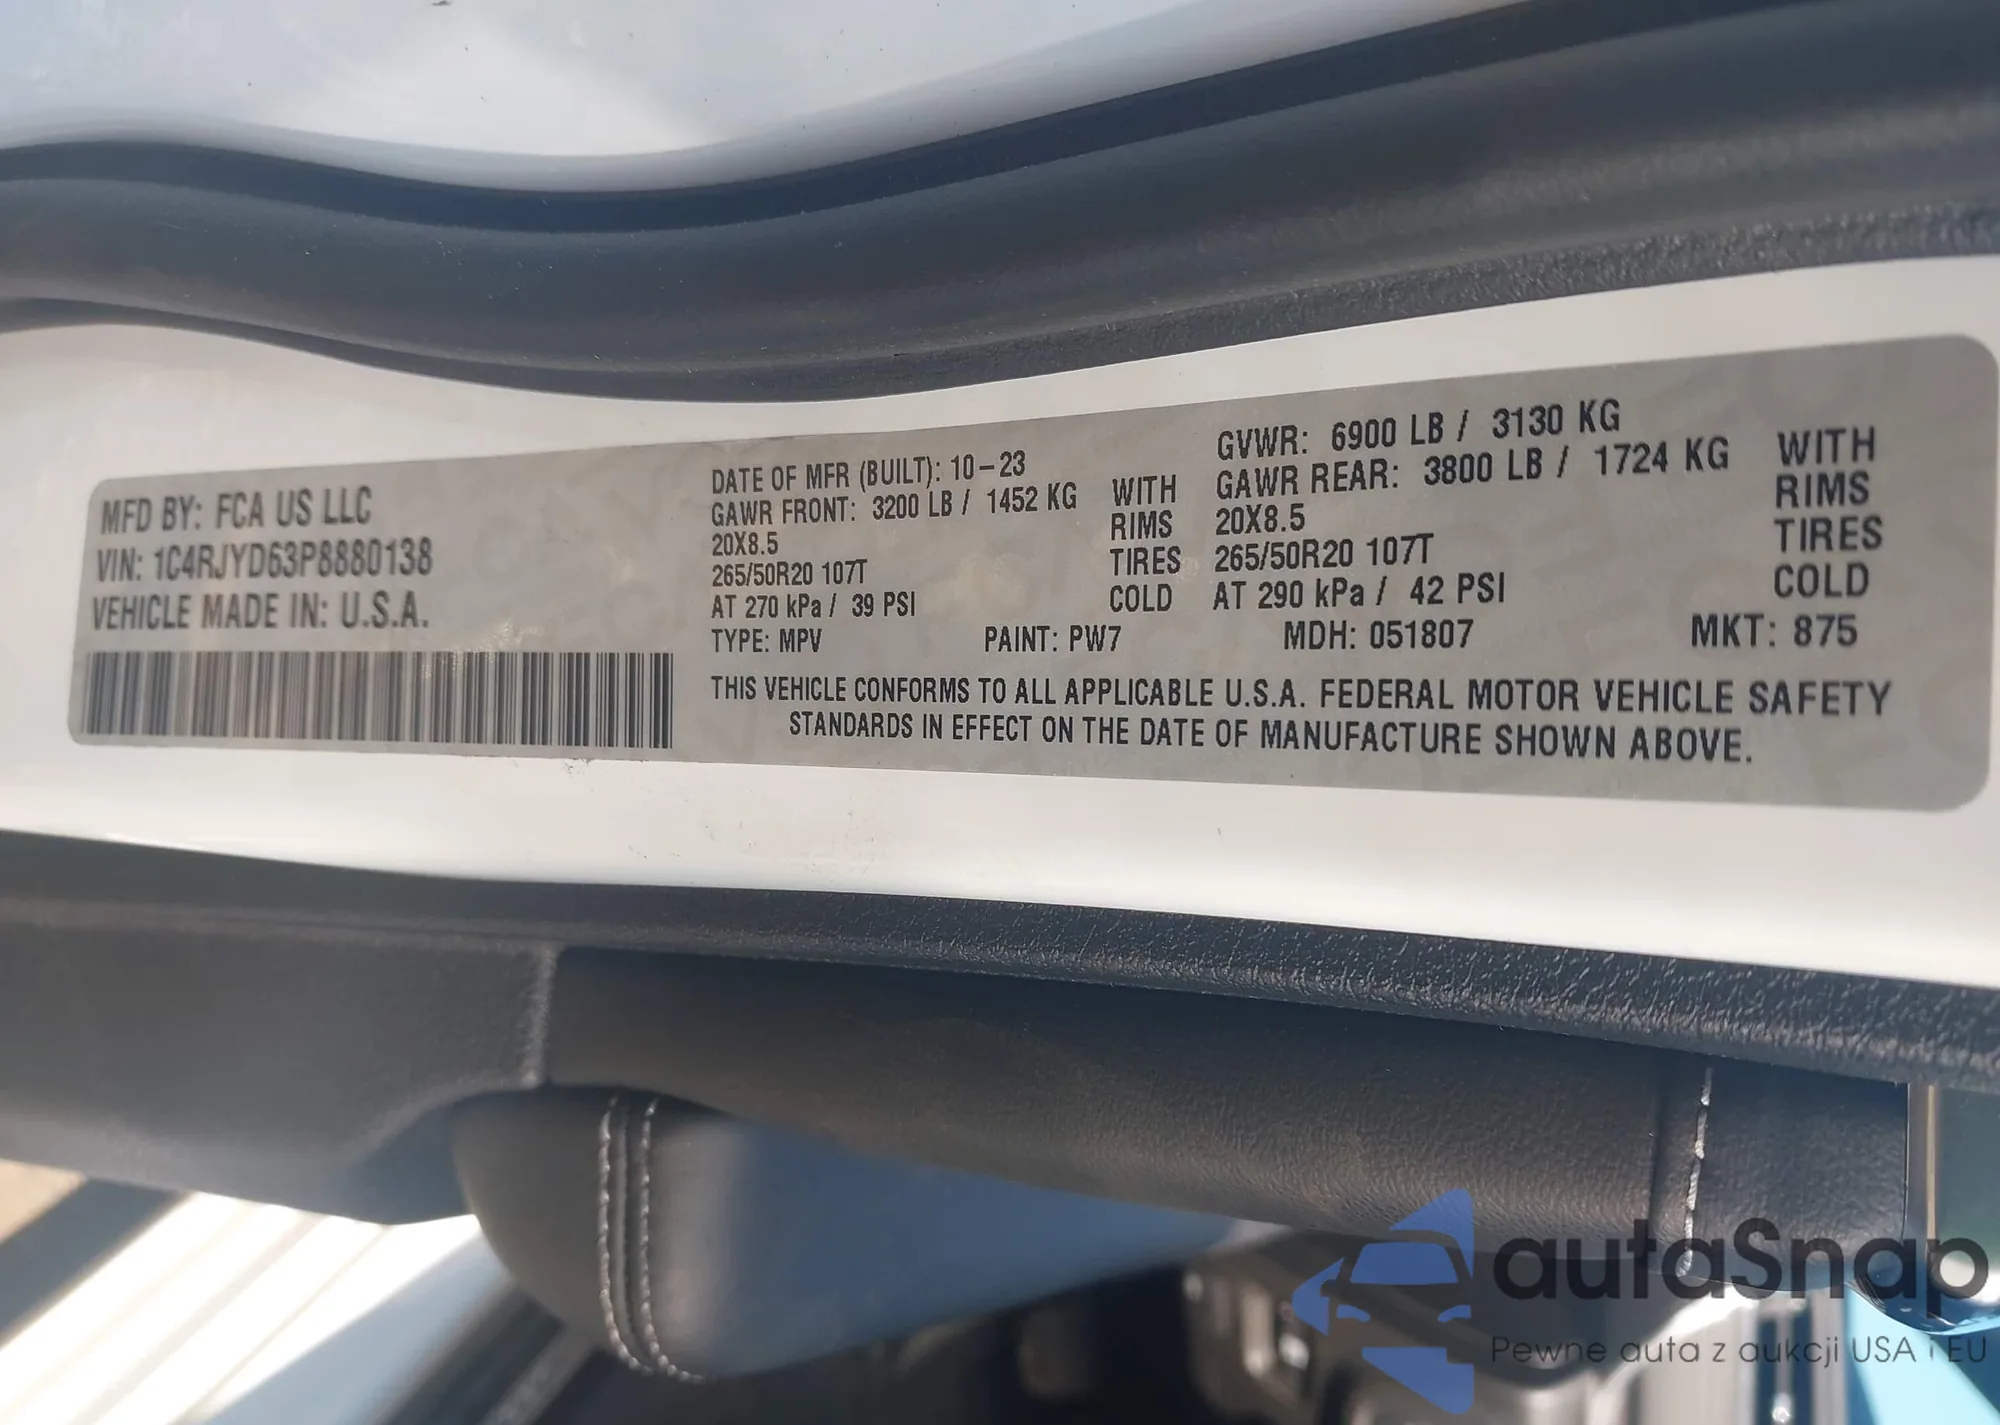 MFD BY: FCA US LLC
VIN: 1C4RJYD63P8880138
VEHICLE MADE IN: U.S.A.
DATE OF MFR (BUILT): 10-23
GAWR FRONT: 3200 LB / 1452 KG WITH
20X8.5 RIMS
265/50R20 107T TIRES
AT 270 kPa / 39 PSI COLD
GVWR: 6900 LB / 3130 KG
GAWR REAR: 3800 LB / 1724 KG WITH
20X8.5 RIMS
265/50R20 107T TIRES
AT 290 kPa / 42 PSI COLD
TYPE: MPV PAINT: PW7 MDH: 051807 MKT: 875
THIS VEHICLE CONFORMS TO ALL APPLICABLE U.S.A. FEDERAL MOTOR VEHICLE SAFETY
STANDARDS IN EFFECT ON THE DATE OF MANUFACTURE SHOWN ABOVE.
autaSnap
Pewne auta z aukcji USA i EU